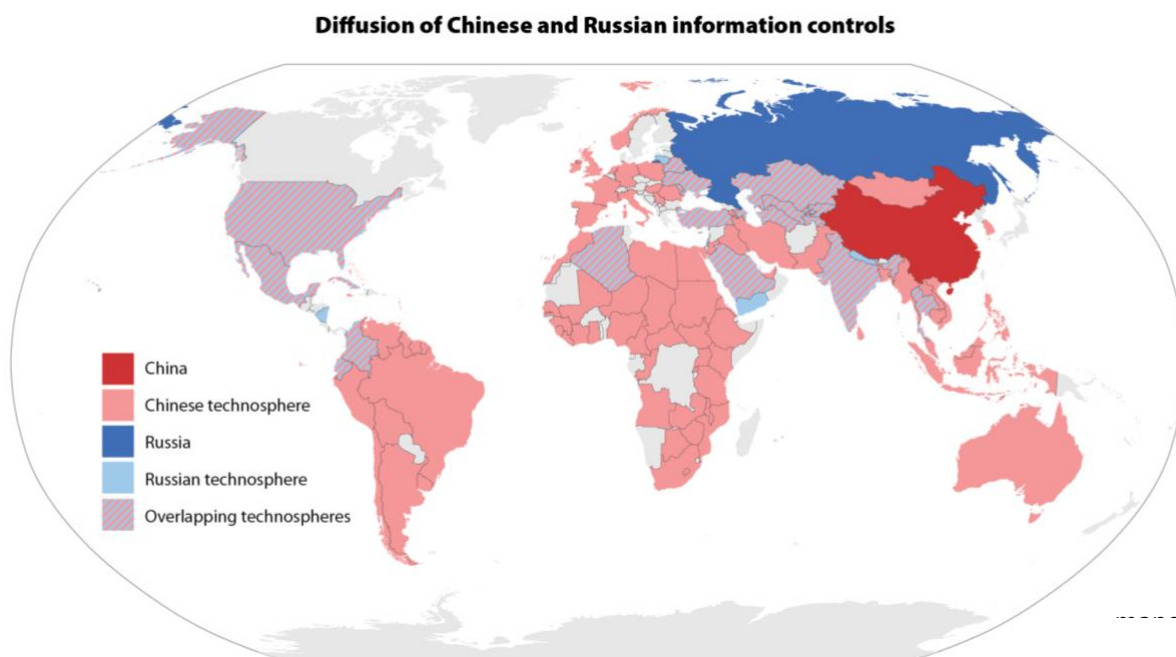 Diffusion of Chinese and Russian information controls
China
Chinese technosphere
Russia
Russian technosphere
Overlapping technospheres